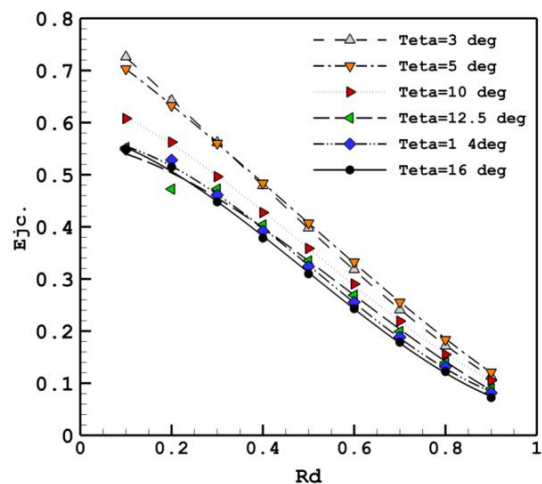 0.8
0.7
0.6
0.5
0.4
0.3
0.2
0.1
0
Ejc.
Teta=3 deg
Teta=5 deg
Teta=10 deg
Teta=12.5 deg
Teta=1 4deg
Teta=16 deg
0 0.2 0.4 0.6 0.8 1
Rd